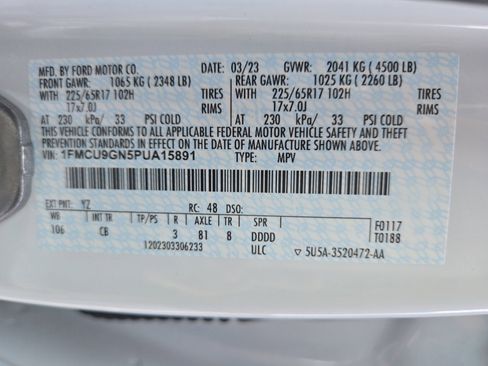 MFD. BY FORD MOTOR CO. DATE: 03/23 GVWR: 2041 KG (4500 LB)
FRONT GAWR: 1065 KG (2348 LB) REAR GAWR: 1025 KG (2260 LB)
WITH 225/65R17 102H TIRES WITH 225/65R17 102H TIRES
17x7.0J RIMS 17x7.0J RIMS
AT 230 kPa/ 33 PSI COLD AT 230 kPa/ 33 PSI COLD
THIS VEHICLE CONFORMS TO ALL APPLICABLE FEDERAL MOTOR VEHICLE SAFETY AND THEFT
PREVENTION STANDARDS IN EFFECT ON THE DATE OF MANUFACTURE SHOWN ABOVE.
VIN: 1FMCU9GN5PUA15891 TYPE: MPV
EXT PNT: YZ RC: 48 DSO:
WB INT TR TP/PS R AXLE TR SPR F0117
106 CB 3 B1 8 DDDD T0188
1202303306233 ULC ▽ 5U5A-3520472-AA